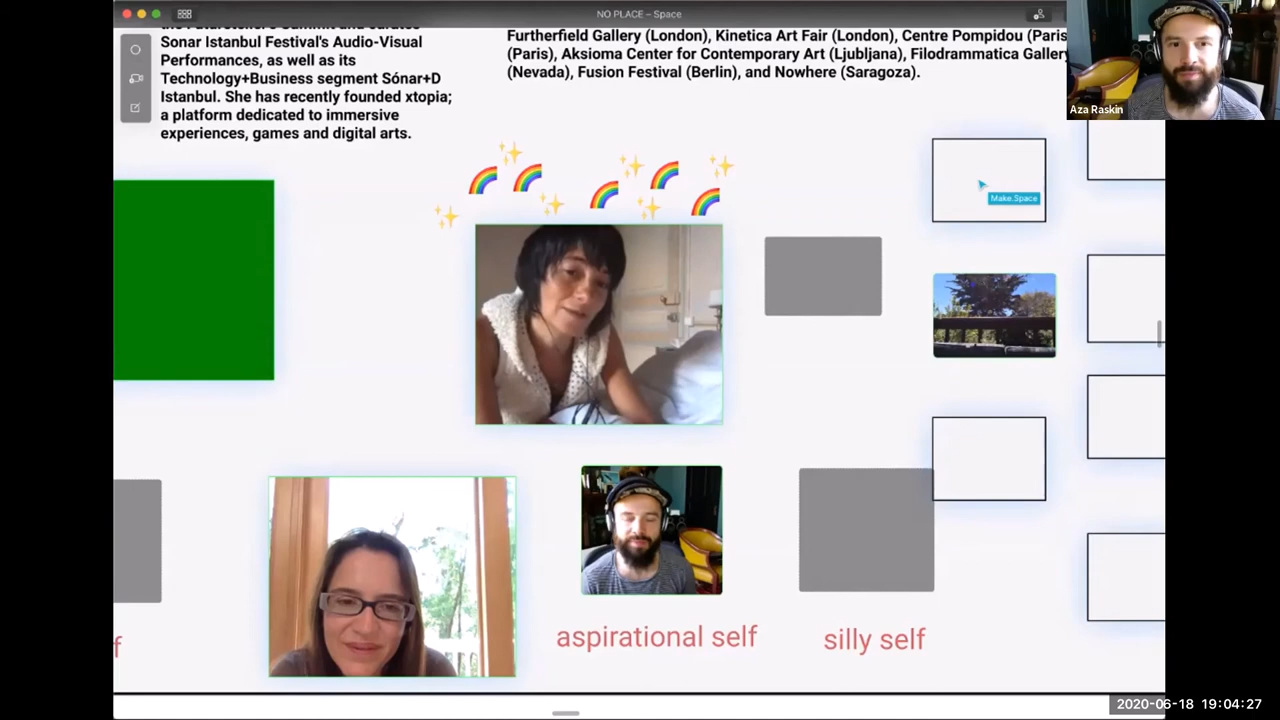 NO PLACE – Space
Sonar Istanbul Festival's Audio-Visual
Performances, as well as its
Technology+Business segment Sónar+D
Istanbul. She has recently founded xtopia;
a platform dedicated to immersive
experiences, games and digital arts.
Furtherfield Gallery (London), Kinetica Art Fair (London), Centre Pompidou (Paris
(Paris), Aksioma Center for Contemporary Art (Ljubljana), Filodrammatica Gallery
(Nevada), Fusion Festival (Berlin), and Nowhere (Saragoza).
Aza Raskin
Make.Space
aspirational self
silly self
f
2020-06-18 19:04:27